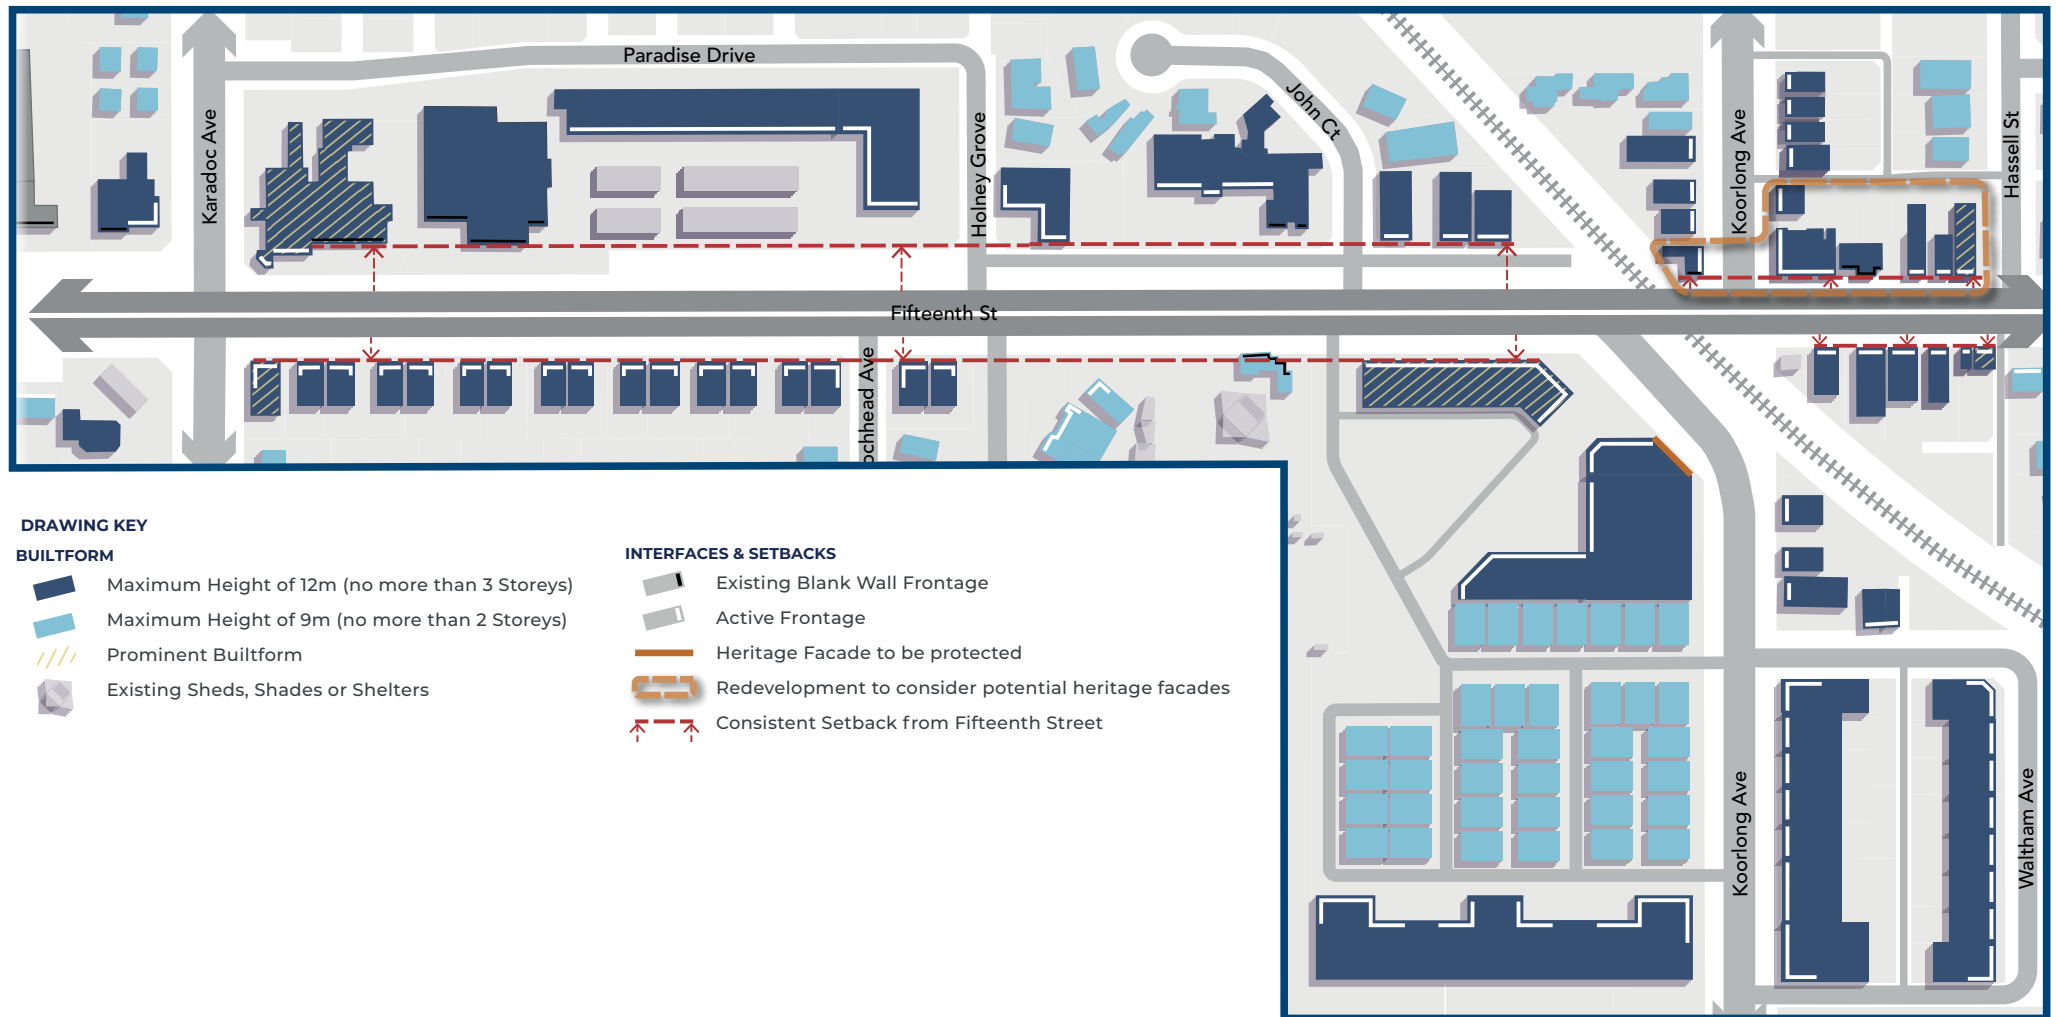 Paradise Drive
Karadoc Ave
Holney Grove
John Ct
Koorlong Ave
Hassell St
Fifteenth St
ochhead Ave
Koorlong Ave
Waltham Ave
DRAWING KEY
BUILTFORM
Maximum Height of 12m (no more than 3 Storeys)
Maximum Height of 9m (no more than 2 Storeys)
Prominent Builtform
Existing Sheds, Shades or Shelters
INTERFACES & SETBACKS
Existing Blank Wall Frontage
Active Frontage
Heritage Facade to be protected
Redevelopment to consider potential heritage facades
Consistent Setback from Fifteenth Street